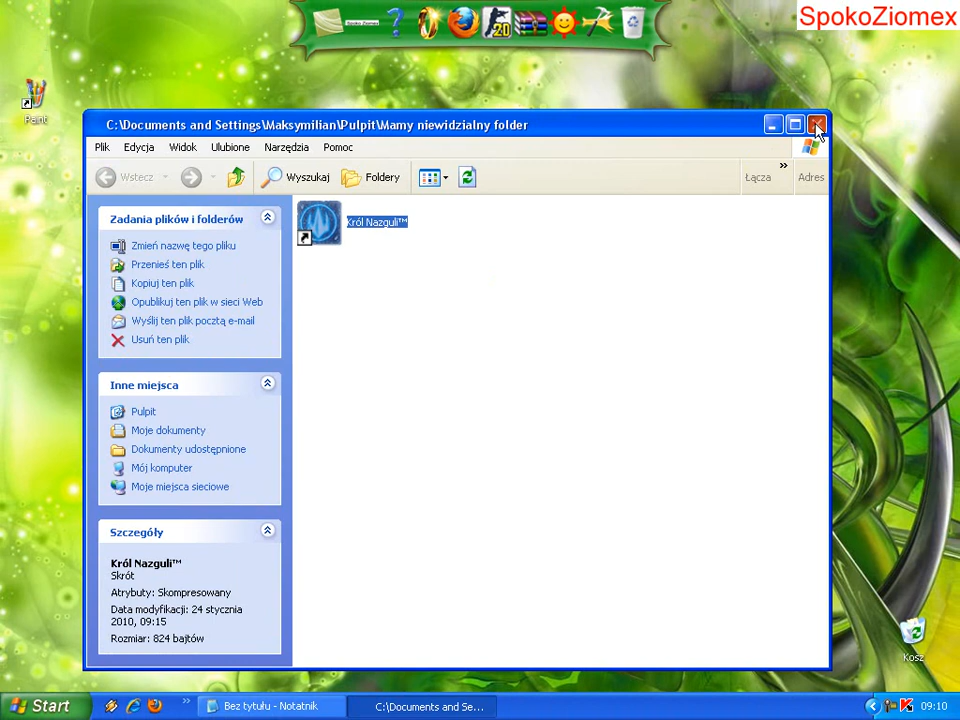 Spoko Ziomex
20
SpokoZiomex
Paint
C:\Documents and Settings\Maksymilian\Pulpit\Mamy niewidzialny folder
Plik Edycja Widok Ulubione Narzędzia Pomoc
Wstecz Wyszukaj Foldery Łącza » Adres
Zadania plików i folderów
Zmień nazwę tego pliku
Przenieś ten plik
Kopiuj ten plik
Opublikuj ten plik w sieci Web
Wyślij ten plik pocztą e-mail
Usuń ten plik
Król Nazguli™
Inne miejsca
Pulpit
Moje dokumenty
Dokumenty udostępnione
Mój komputer
Moje miejsca sieciowe
Szczegóły
Król Nazguli™
Skrót
Atrybuty: Skompresowany
Data modyfikacji: 24 stycznia
2010, 09:15
Rozmiar: 824 bajtów
Kosz
Start » Bez tytułu - Notatnik C:\Documents and Se... 09:10